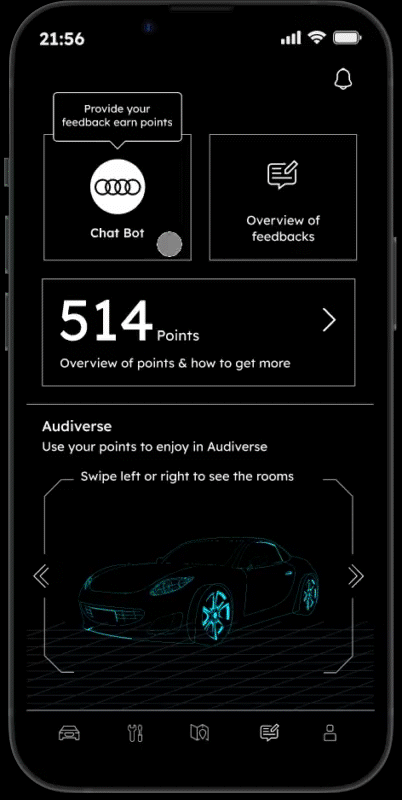 21:56
Provide your
feedback earn points
Chat Bot
Overview of
feedbacks
514 Points
Overview of points & how to get more
Audiverse
Use your points to enjoy in Audiverse
Swipe left or right to see the rooms